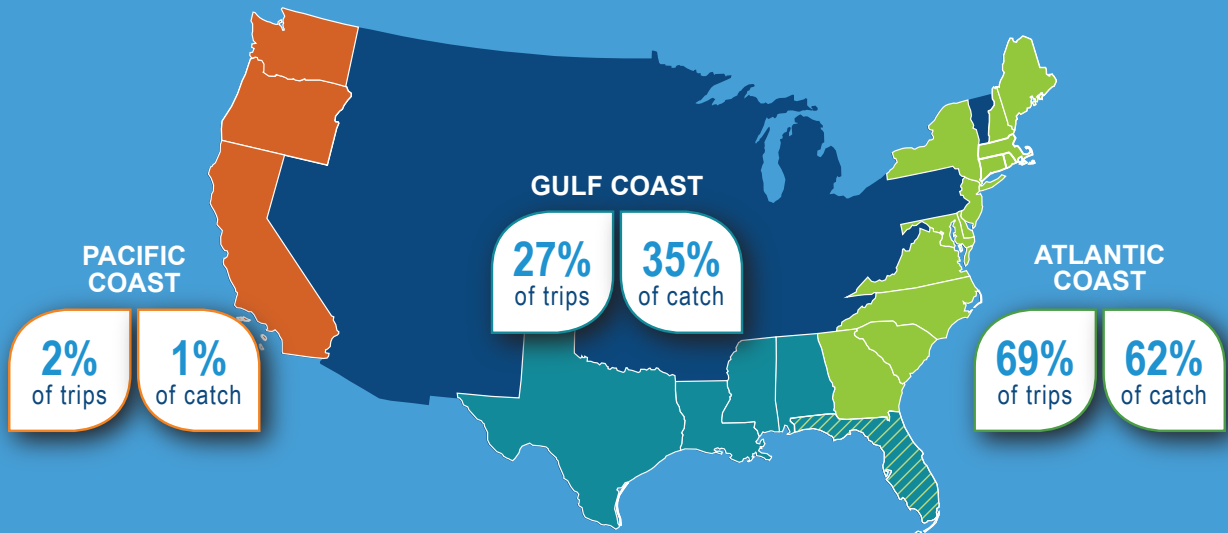 PACIFIC
COAST
2%
of trips
1%
of catch
GULF COAST
27%
of trips
35%
of catch
ATLANTIC
COAST
69%
of trips
62%
of catch